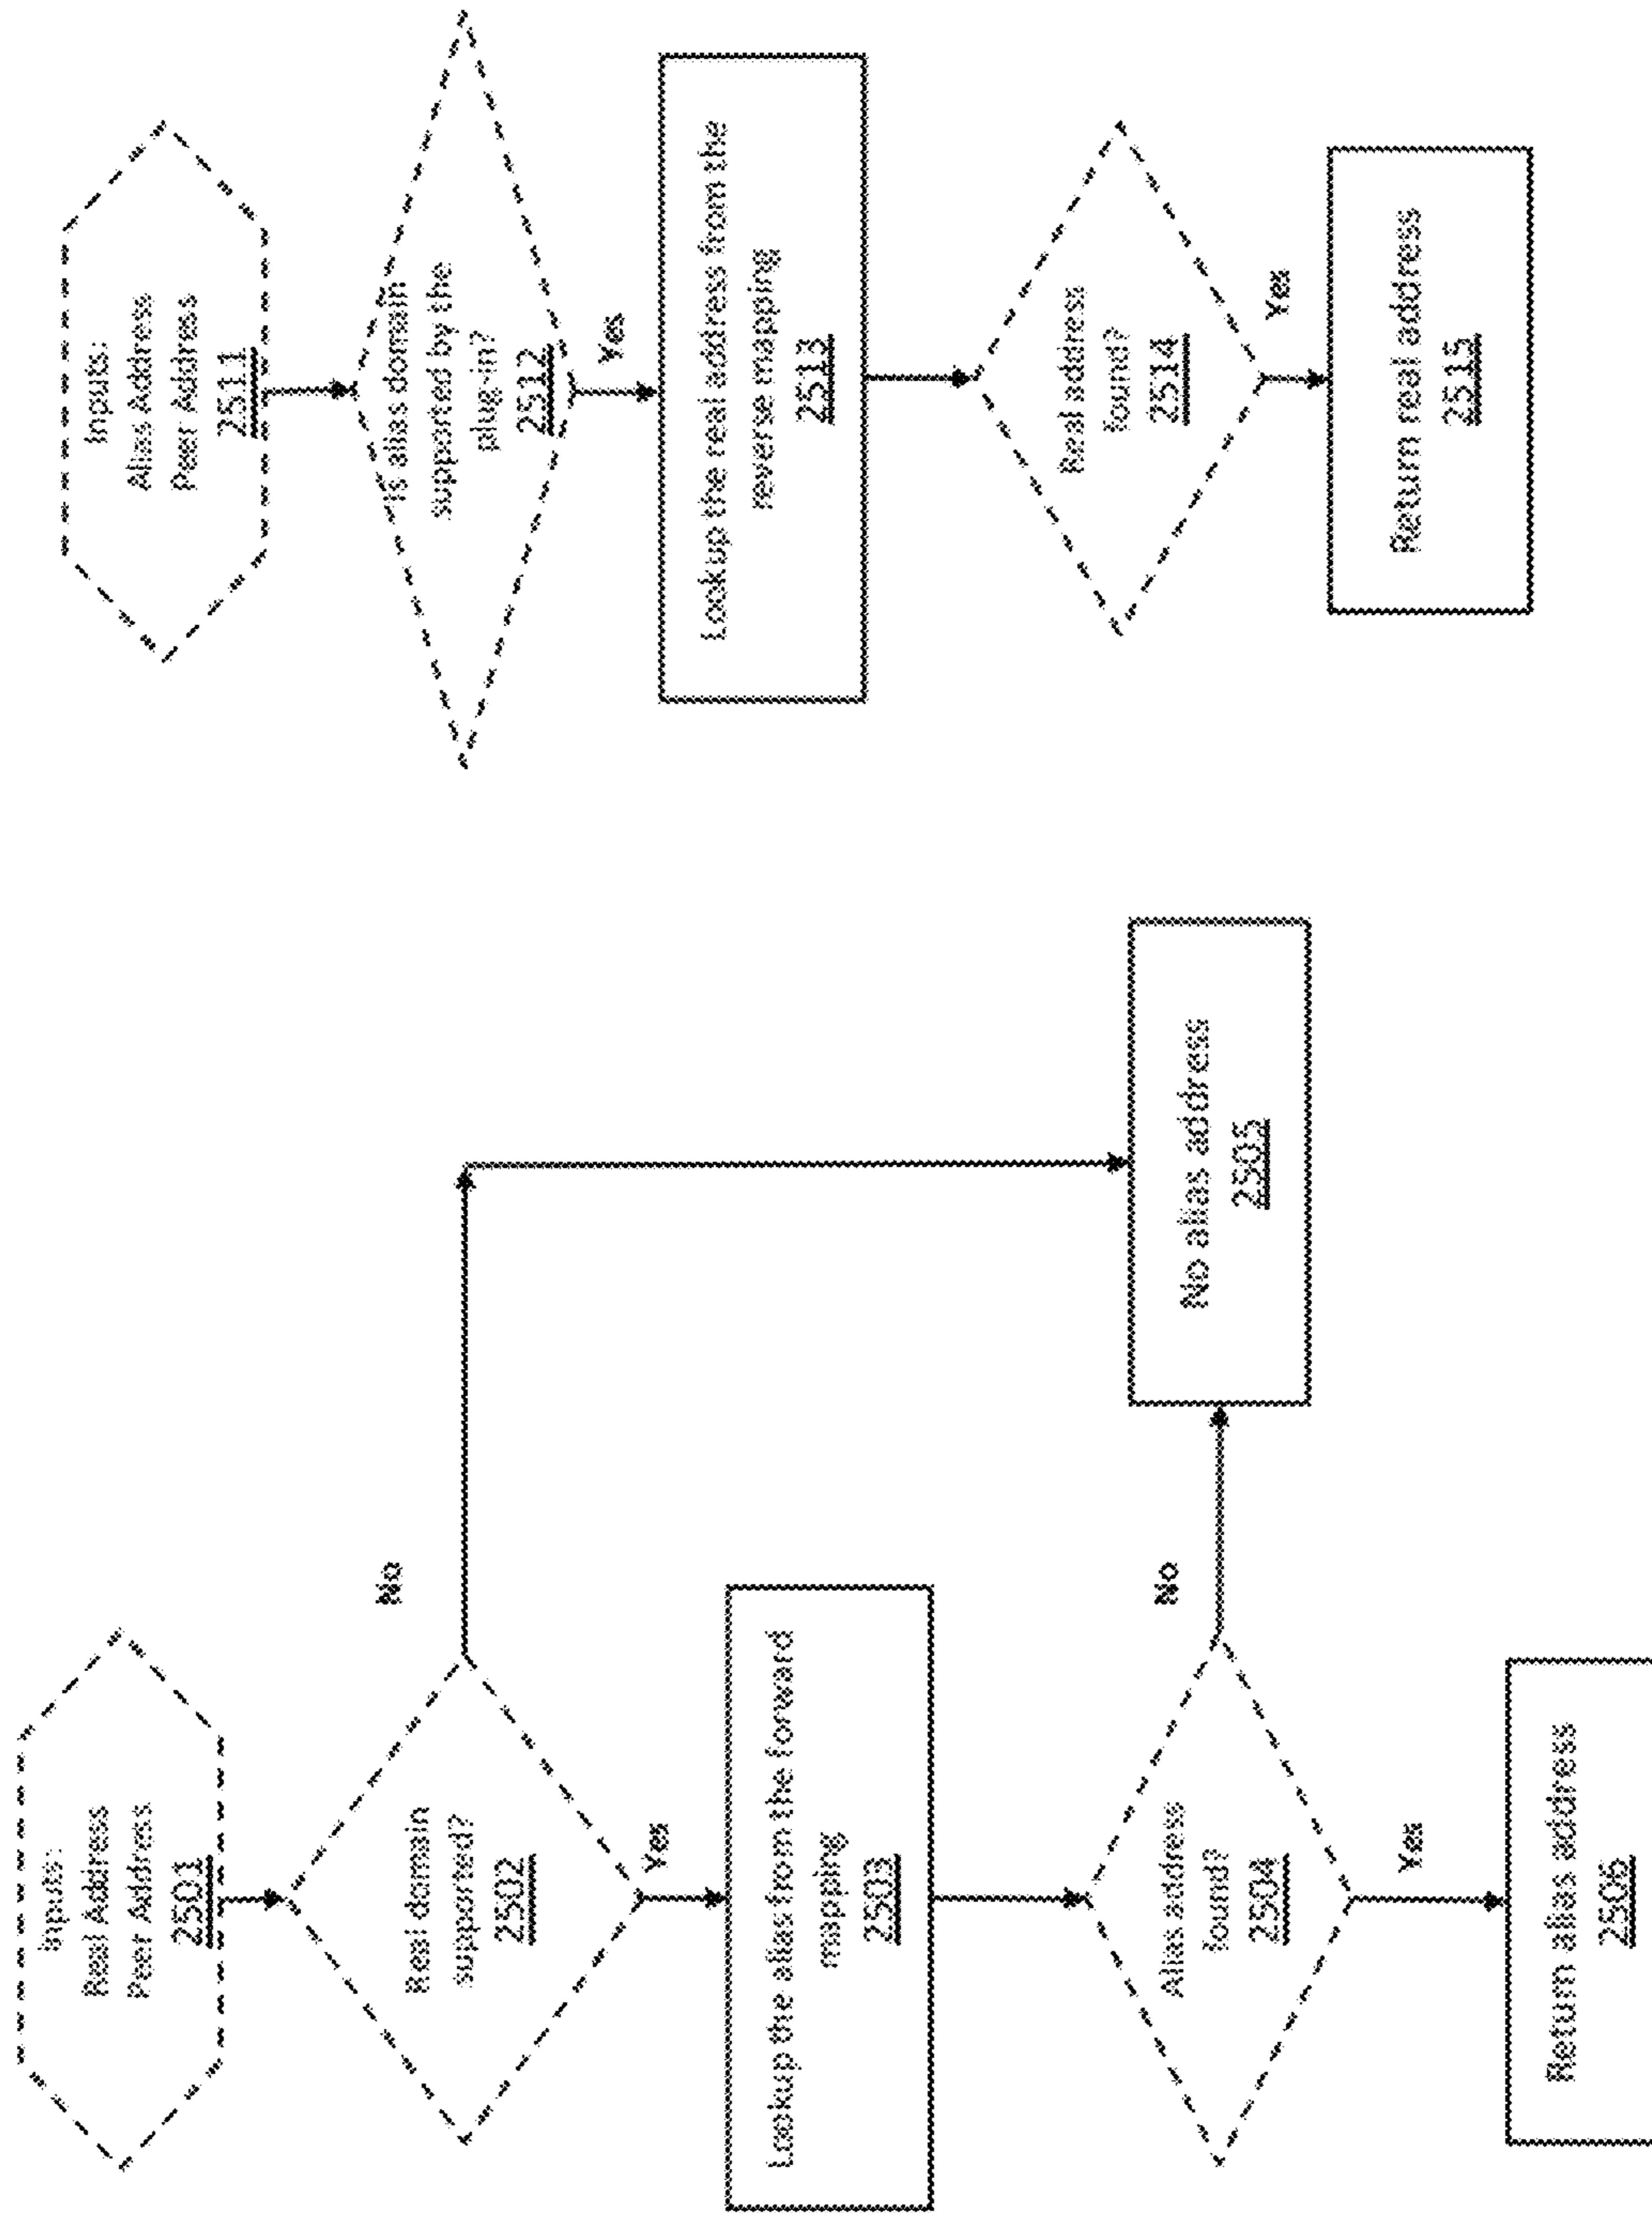 Inputs:
Real Address
Peer Address
2501
Real domain
supported?
2502
No
Yes
Lookup the alias from the forward
mapping
2503
Alias address
found?
2504
No
Yes
No alias address
2505
Return alias address
2506
Inputs:
Alias Address
Peer Address
2511
Is alias domain
supported by the
plug-in?
2512
Yes
Lookup the real address from the
reverse mapping
2513
Real address
found?
2514
Yes
Return real address
2515